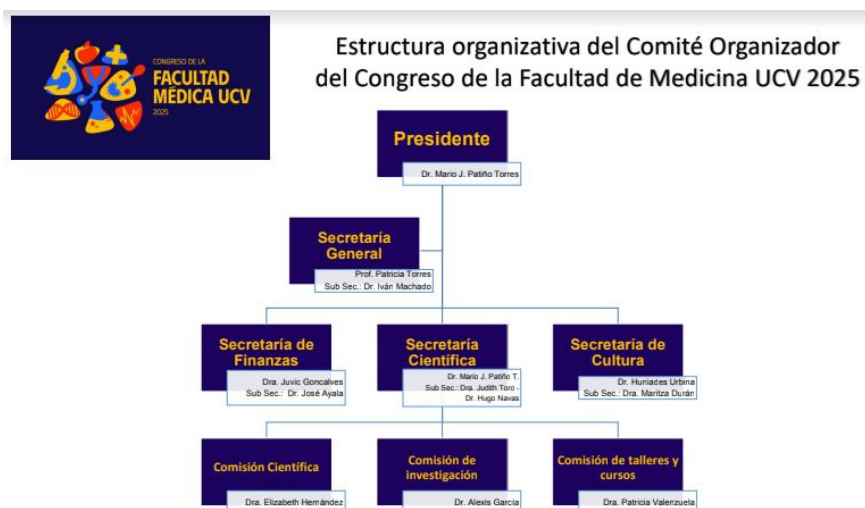 CONGRESO DE LA
FACULTAD
MÉDICA UCV
2025
Estructura organizativa del Comité Organizador
del Congreso de la Facultad de Medicina UCV 2025
Presidente
Dr. Mario J. Patiño Torres
Secretaría
General
Prof. Patricia Torres
Sub Sec.: Dr. Iván Machado
Secretaría de
Finanzas
Dra. Juvic Goncalves
Sub Sec.: Dr. José Ayala
Secretaría
Científica
Dr. Mario J. Patiño T.
Sub Sec.: Dra. Judith Toro -
Dr. Hugo Navas
Secretaría de
Cultura
Dr. Huniades Urbina
Sub Sec.: Dra. Maritza Durán
Comisión Científica
Dra. Elizabeth Hernández
Comisión de
investigación
Dr. Alexis García
Comisión de talleres y
cursos
Dra. Patricia Valenzuela